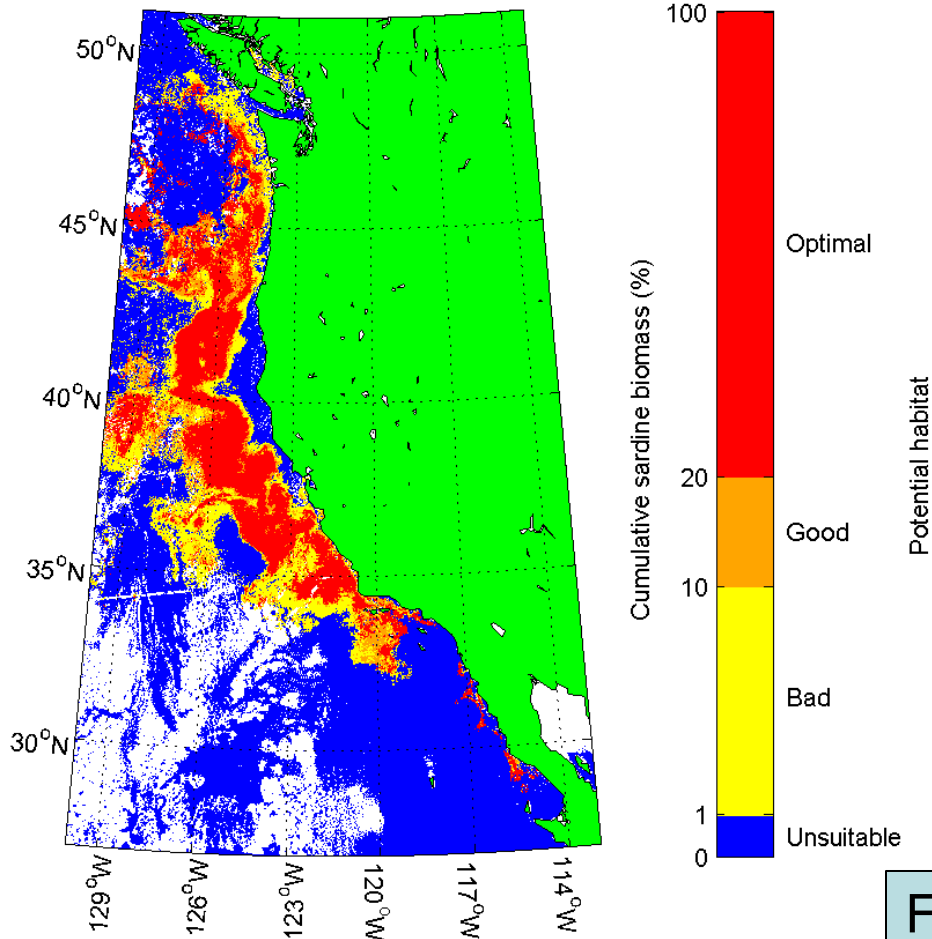 50°N
45°N
40°N
35°N
30°N
129°W
126°W
123°W
120°W
117°W
114°W
Cumulative sardine biomass (%)
100
20
10
1
0
Optimal
Good
Bad
Unsuitable
Potential habitat
F